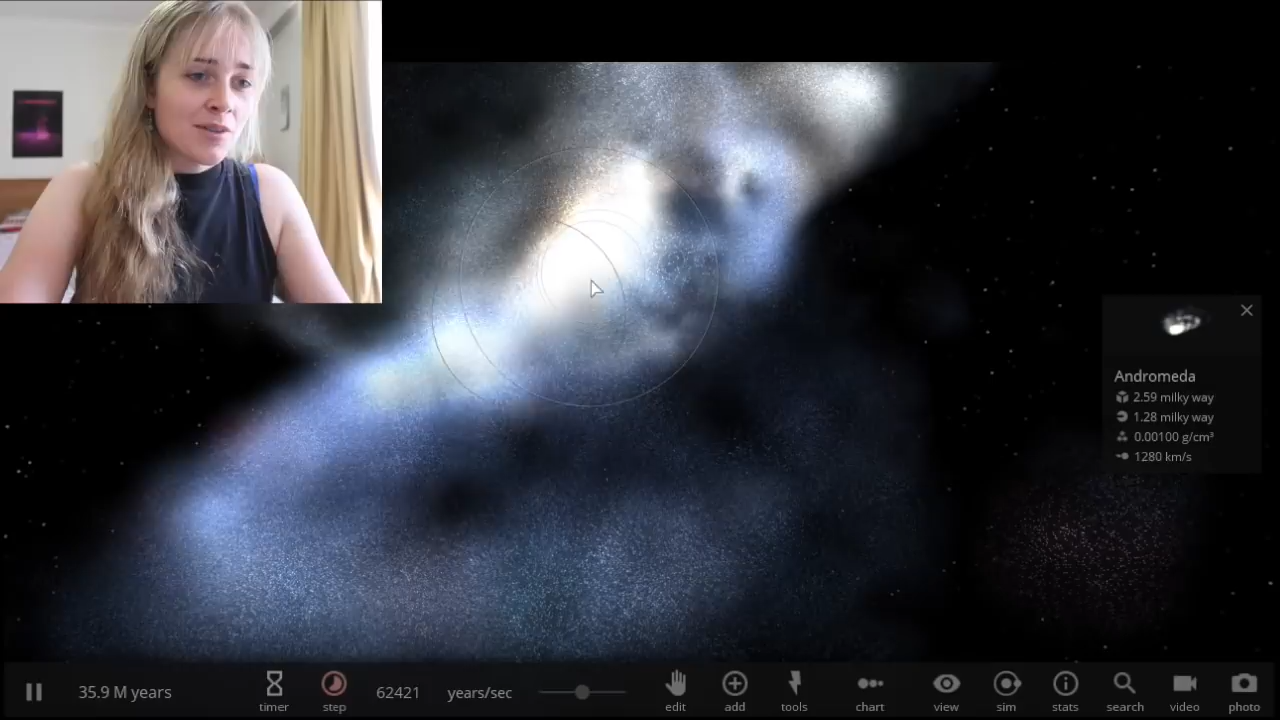 Andromeda
2.59 milky way
1.28 milky way
0.00100 g/cm³
1280 km/s
35.9 M years
timer
step
62421 years/sec
edit
add
tools
chart
view
sim
stats
search
video
photo